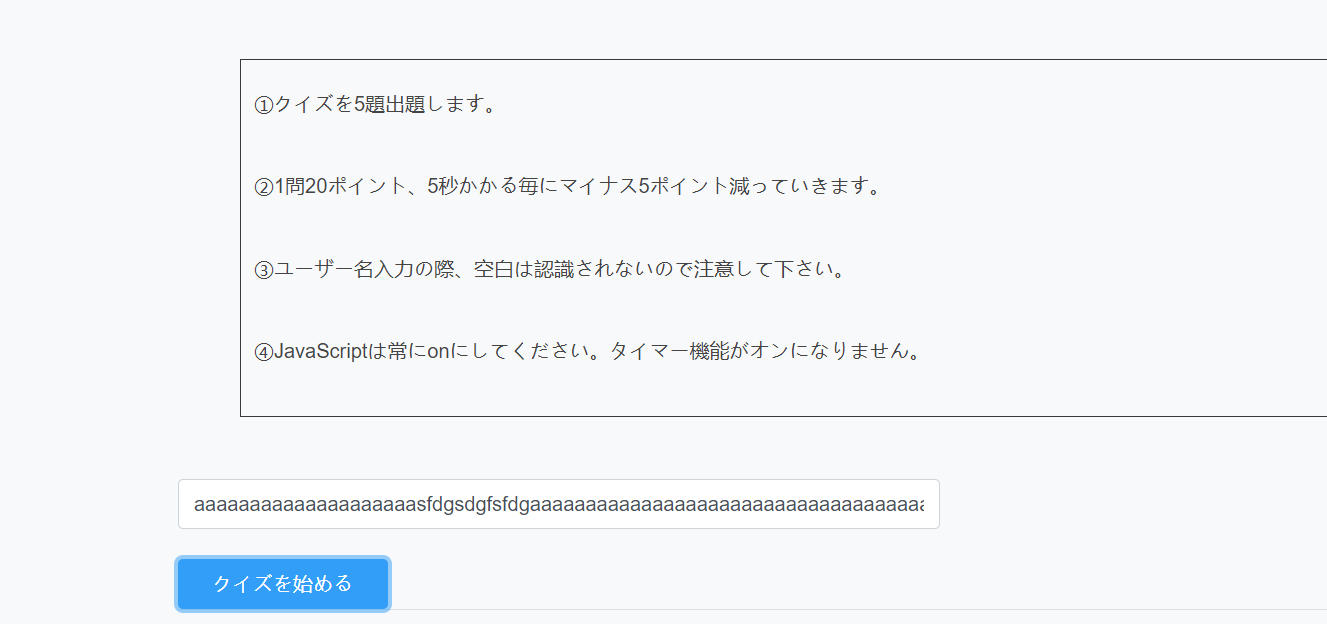 ①クイズを5題出題します。
②1問20ポイント、5秒かかる毎にマイナス5ポイント減っていきます。
③ユーザー名入力の際、空白は認識されないので注意して下さい。
④JavaScriptは常にonにしてください。タイマー機能がオンになりません。
aaaaaaaaaaaaaaaaaaaasfdgsdgfsfdgaaaaaaaaaaaaaaaaaaaaaaaaaaaaaaaaaaaa
クイズを始める